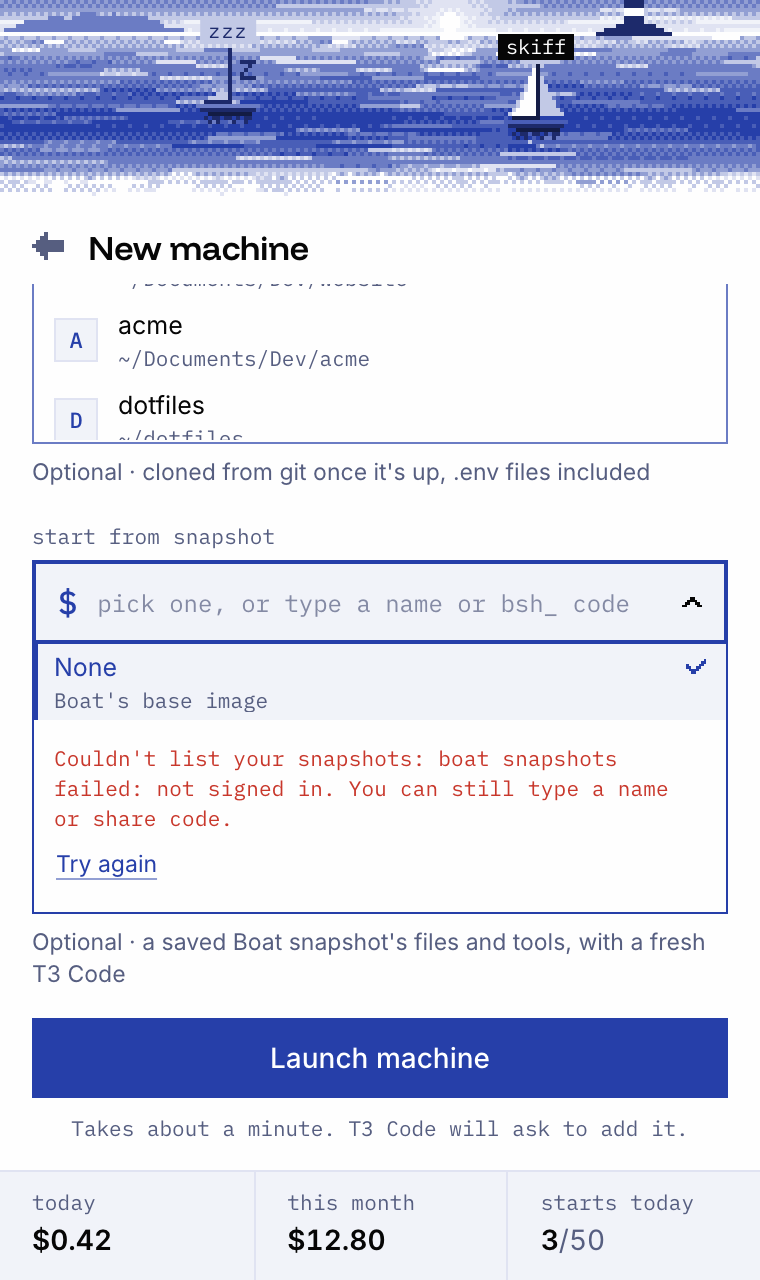 zzz
z
skiff
New machine
~/Documents/Dev/website
A
acme
~/Documents/Dev/acme
D
dotfiles
~/dotfiles
Optional · cloned from git once it's up, .env files included
start from snapshot
$ pick one, or type a name or bsh_ code
None
Boat's base image
Couldn't list your snapshots: boat snapshots
failed: not signed in. You can still type a name
or share code.
Try again
Optional · a saved Boat snapshot's files and tools, with a fresh
T3 Code
Launch machine
Takes about a minute. T3 Code will ask to add it.
today
$0.42
this month
$12.80
starts today
3/50